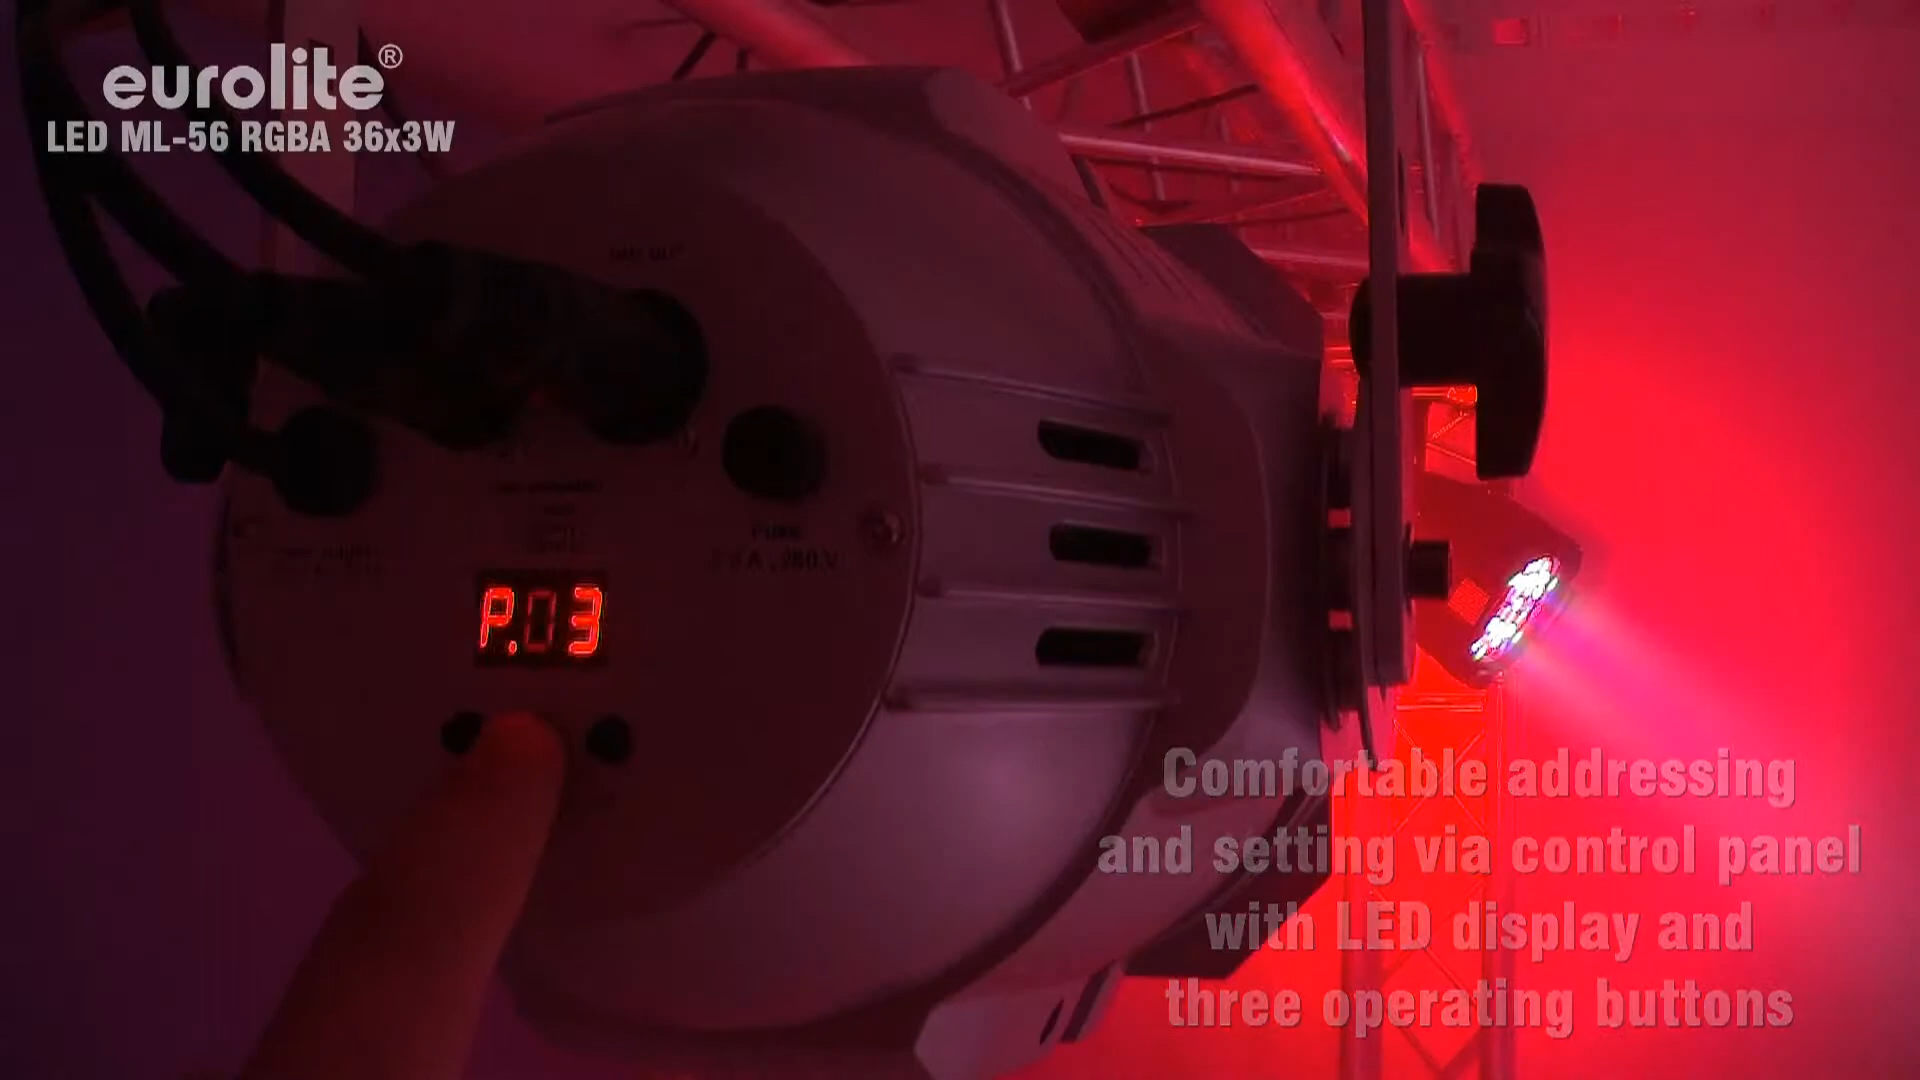 eurolite®
LED ML-56 RGBA 36x3W
P.03
Comfortable addressing
and setting via control panel
with LED display and
three operating buttons